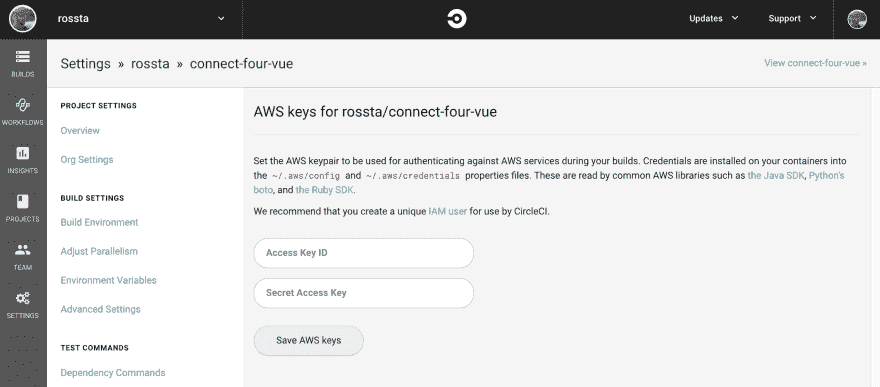 rossta
Updates
Support
BUILDS
WORKFLOWS
INSIGHTS
PROJECTS
TEAM
SETTINGS
Settings » rossta » connect-four-vue
View connect-four-vue »
PROJECT SETTINGS
Overview
Org Settings
BUILD SETTINGS
Build Environment
Adjust Parallelism
Environment Variables
Advanced Settings
TEST COMMANDS
Dependency Commands
AWS keys for rossta/connect-four-vue
Set the AWS keypair to be used for authenticating against AWS services during your builds. Credentials are installed on your containers into
the ~/.aws/config and ~/.aws/credentials properties files. These are read by common AWS libraries such as the Java SDK, Python's
boto, and the Ruby SDK.
We recommend that you create a unique IAM user for use by CircleCI.
Access Key ID
Secret Access Key
Save AWS keys